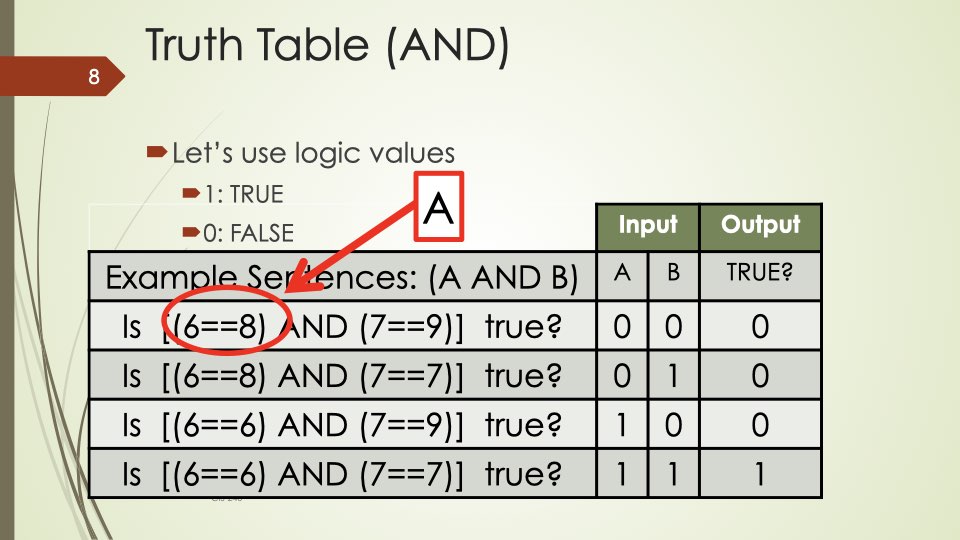 Truth Table (AND)
8
Let's use logic values
1: TRUE
0: FALSE
A
Input Output
Example Sentences: (A AND B) A B TRUE?
Is [(6==8) AND (7==9)] true? 0 0 0
Is [(6==8) AND (7==7)] true? 0 1 0
Is [(6==6) AND (7==9)] true? 1 0 0
Is [(6==6) AND (7==7)] true? 1 1 1